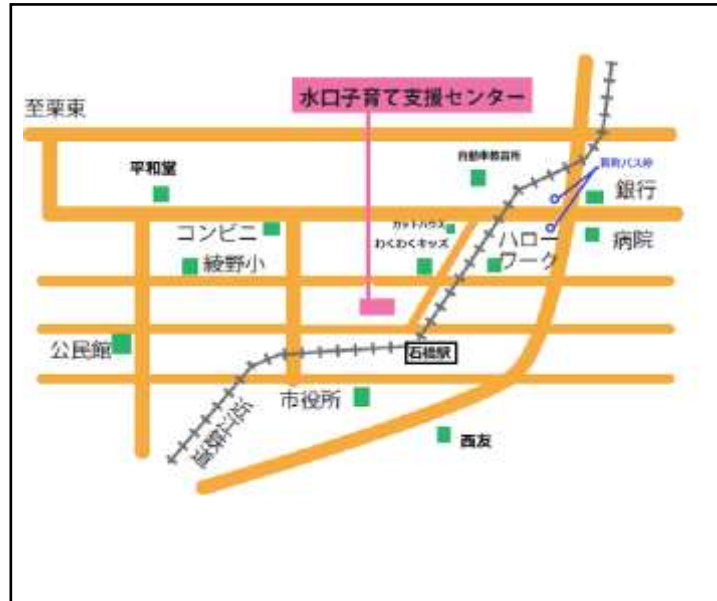 水口子育て支援センター
至栗東
平和堂
自動車教習所
銀行
コンビニ
カットハウス
ハロー
ワーク
病院
綾野小
わくわくキッズ
公民館
石橋駅
市役所
近江鉄道
西友